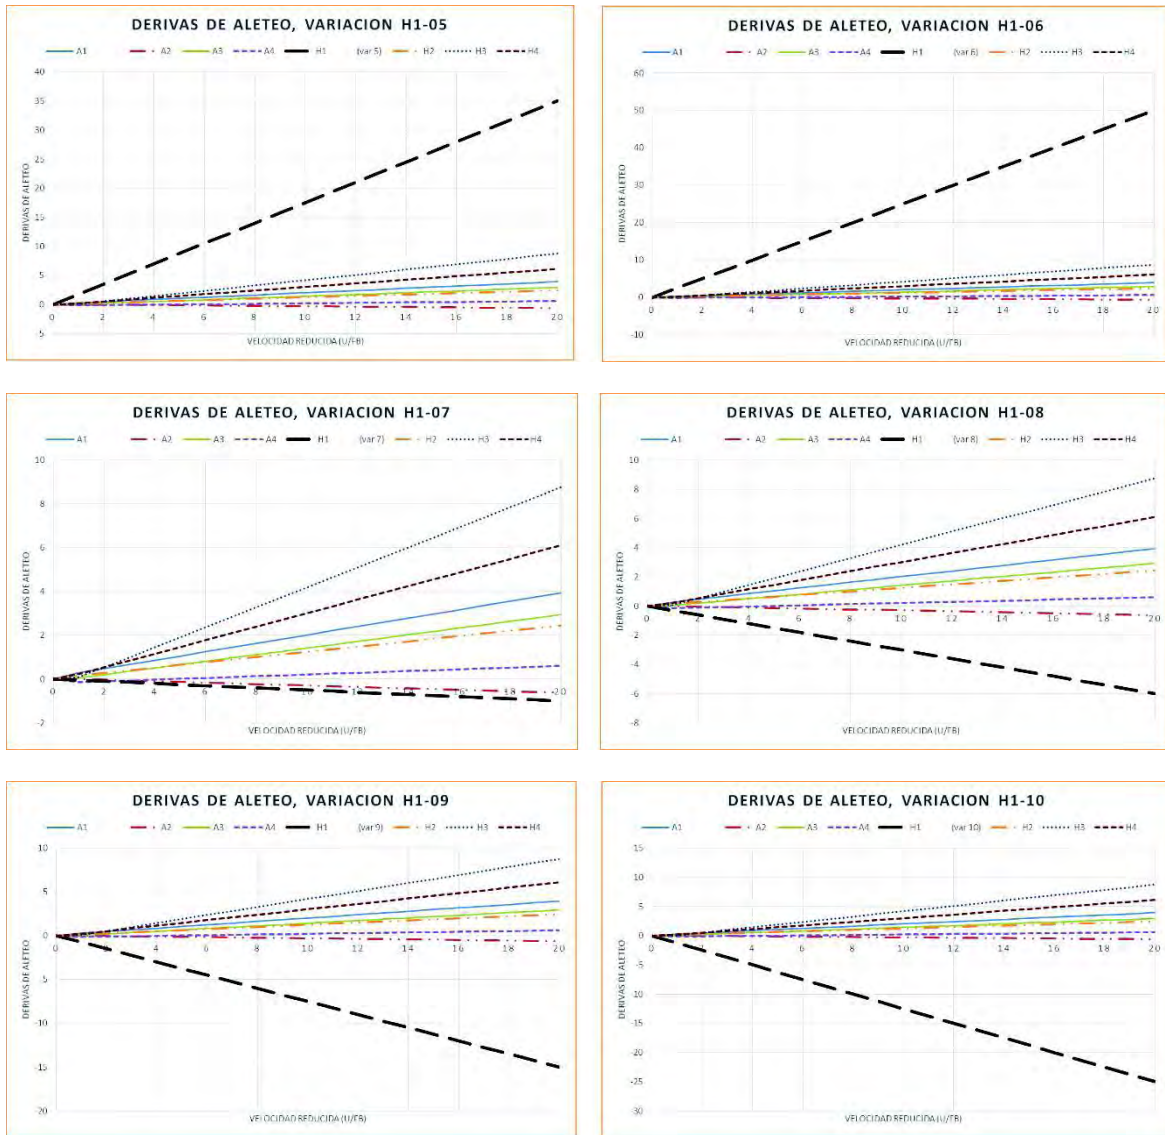 DERIVAS DE ALETEO, VARIACION H1-05
A1 A2 A3 A4 H1 (var 5) H2 H3 H4
40
35
30
25
20
15
10
5
0
5
0 2 4 6 8 10 12 14 16 18 20
DERIVAS DE ALETEO
VELOCIDAD REDUCIDA (U/FB)
DERIVAS DE ALETEO, VARIACION H1-06
A1 A2 A3 A4 H1 (var 6) H2 H3 H4
60
50
40
30
20
10
0
-10
0 2 4 6 8 10 12 14 16 18 20
DERIVAS DE ALETEO
VELOCIDAD REDUCIDA (U/FB)
DERIVAS DE ALETEO, VARIACION H1-07
A1 A2 A3 A4 H1 (var 7) H2 H3 H4
10
8
6
4
2
0
-2
0 2 4 6 8 10 12 14 16 18 20
DERIVAS DE ALETEO
VELOCIDAD REDUCIDA (U/FB)
DERIVAS DE ALETEO, VARIACION H1-08
A1 A2 A3 A4 H1 (var 8) H2 H3 H4
10
8
6
4
2
0
-2
-4
-6
-8
0 2 4 6 8 10 12 14 16 18 20
DERIVAS DE ALETEO
VELOCIDAD REDUCIDA (U/FB)
DERIVAS DE ALETEO, VARIACION H1-09
A1 A2 A3 A4 H1 (var 9) H2 H3 H4
10
5
0
-5
-10
-15
-20
0 2 4 6 8 10 12 14 16 18 20
DERIVAS DE ALETEO
VELOCIDAD REDUCIDA (U/FB)
DERIVAS DE ALETEO, VARIACION H1-10
A1 A2 A3 A4 H1 (var 10) H2 H3 H4
15
10
5
0
-5
-10
-15
-20
-25
-30
0 2 4 6 8 10 12 14 16 18 20
DERIVAS DE ALETEO
VELOCIDAD REDUCIDA (U/FB)